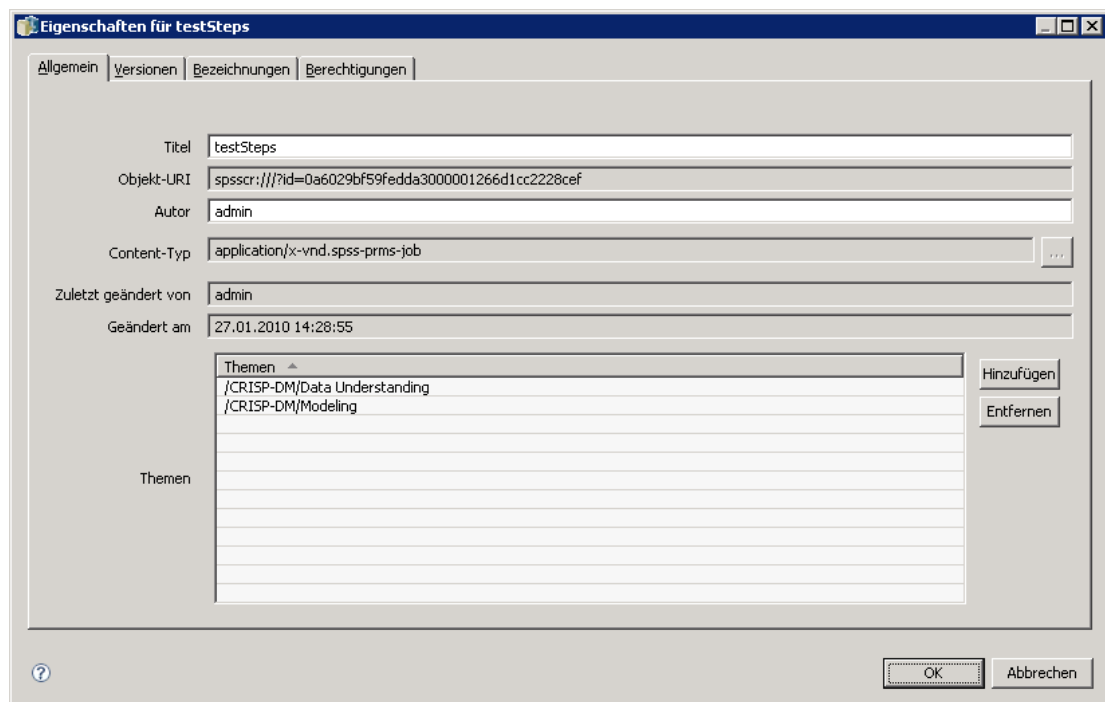 Eigenschaften für testSteps
Allgemein Versionen Bezeichnungen Berechtigungen
Titel testSteps
Objekt-URI spsscr:///?id=0a6029bf59fedda3000001266d1cc2228cef
Autor admin
Content-Typ application/x-vnd.spss-prms-job ...
Zuletzt geändert von admin
Geändert am 27.01.2010 14:28:55
Themen
/CRISP-DM/Data Understanding
/CRISP-DM/Modeling
Hinzufügen
Entfernen
Themen
? OK Abbrechen